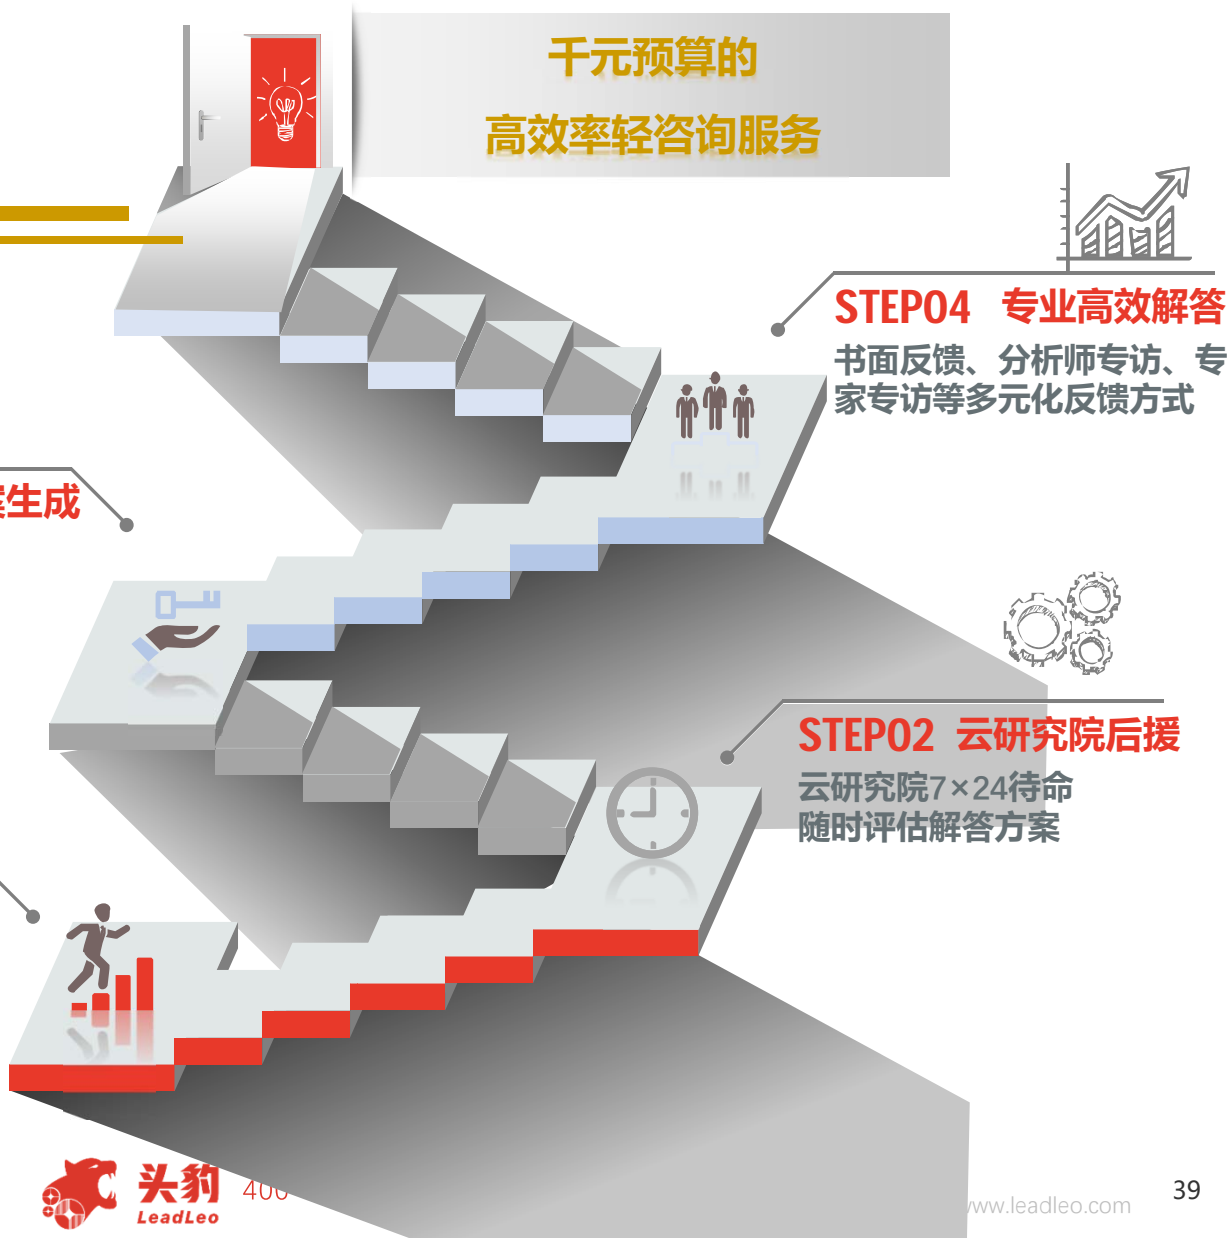 千元预算的
高效率轻咨询服务
STEP04 专业高效解答
书面反馈、分析师专访、专
家专访等多元化反馈方式
案生成
STEP02 云研究院后援
云研究院7×24待命
随时评估解答方案
头豹
LeadLeo
400
www.leadleo.com
39